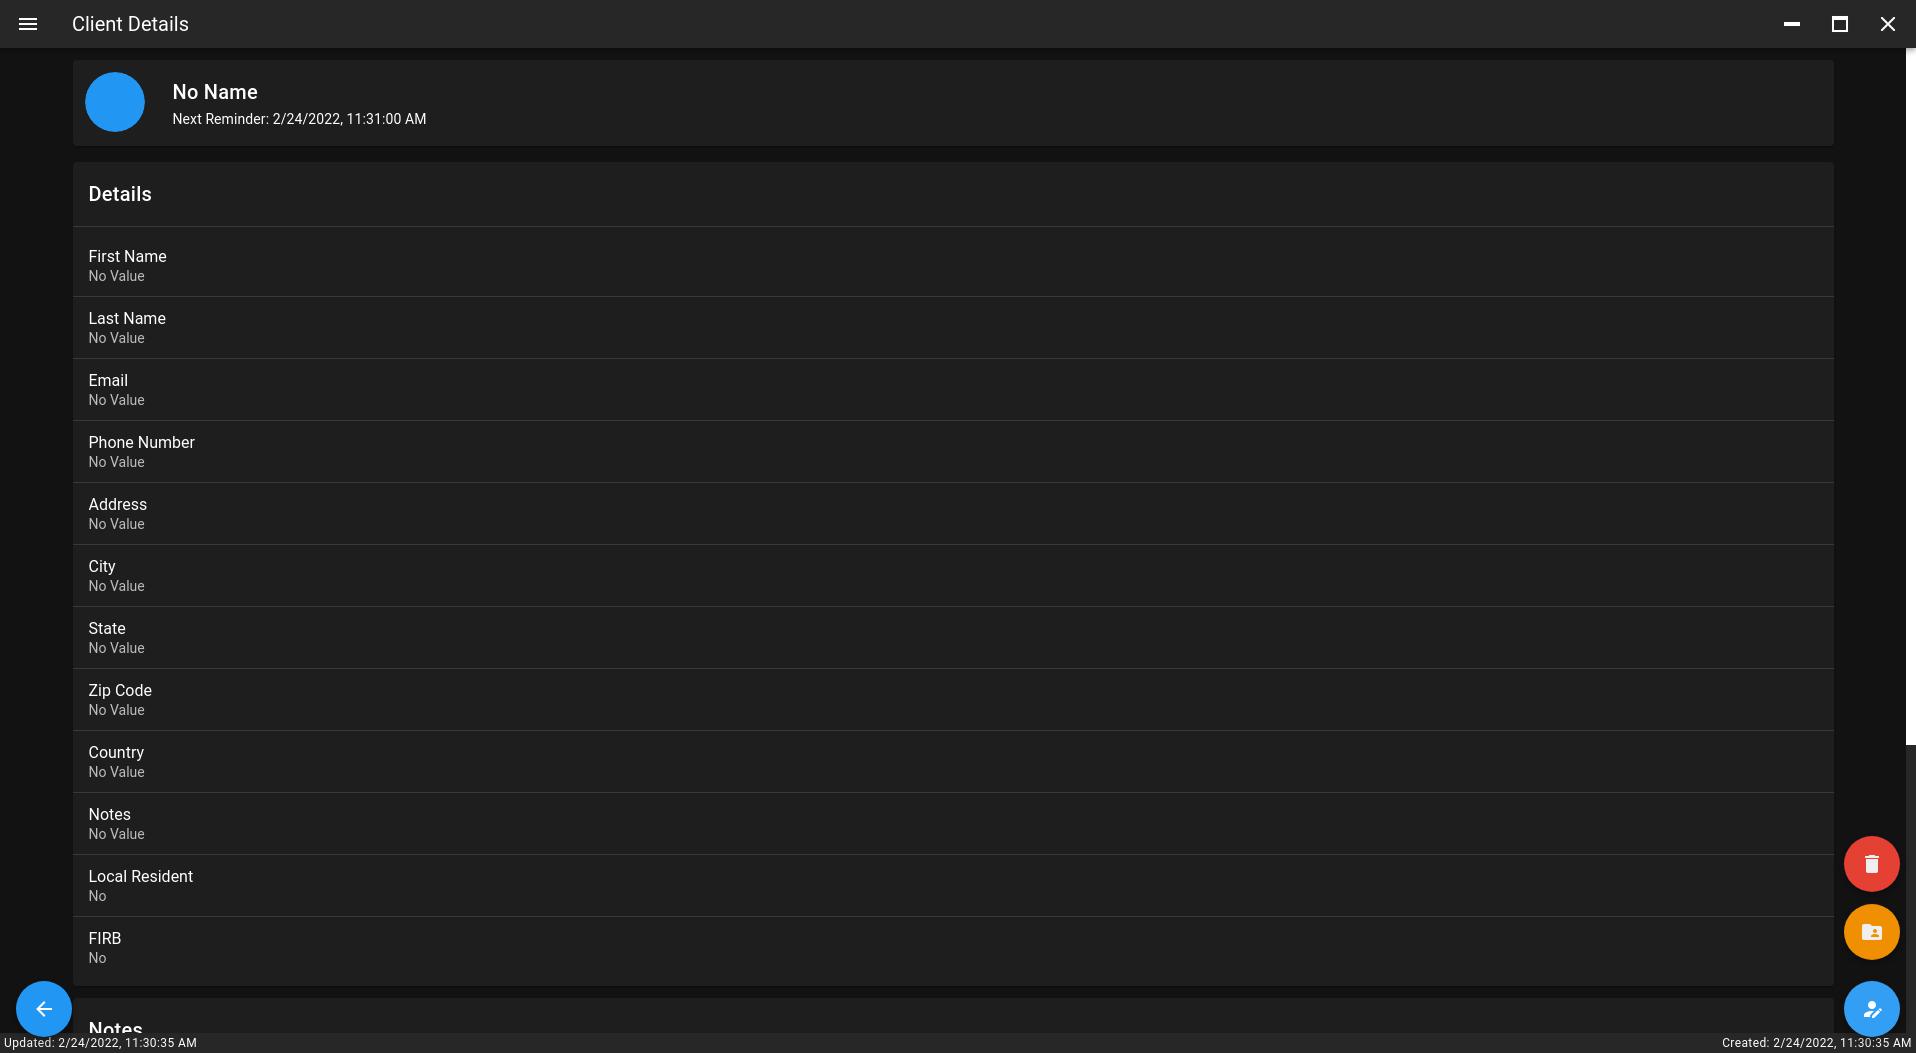 Client Details
No Name
Next Reminder: 2/24/2022, 11:31:00 AM
Details
First Name
No Value
Last Name
No Value
Email
No Value
Phone Number
No Value
Address
No Value
City
No Value
State
No Value
Zip Code
No Value
Country
No Value
Notes
No Value
Local Resident
No
FIRB
No
Notes
Updated: 2/24/2022, 11:30:35 AM
Created: 2/24/2022, 11:30:35 AM